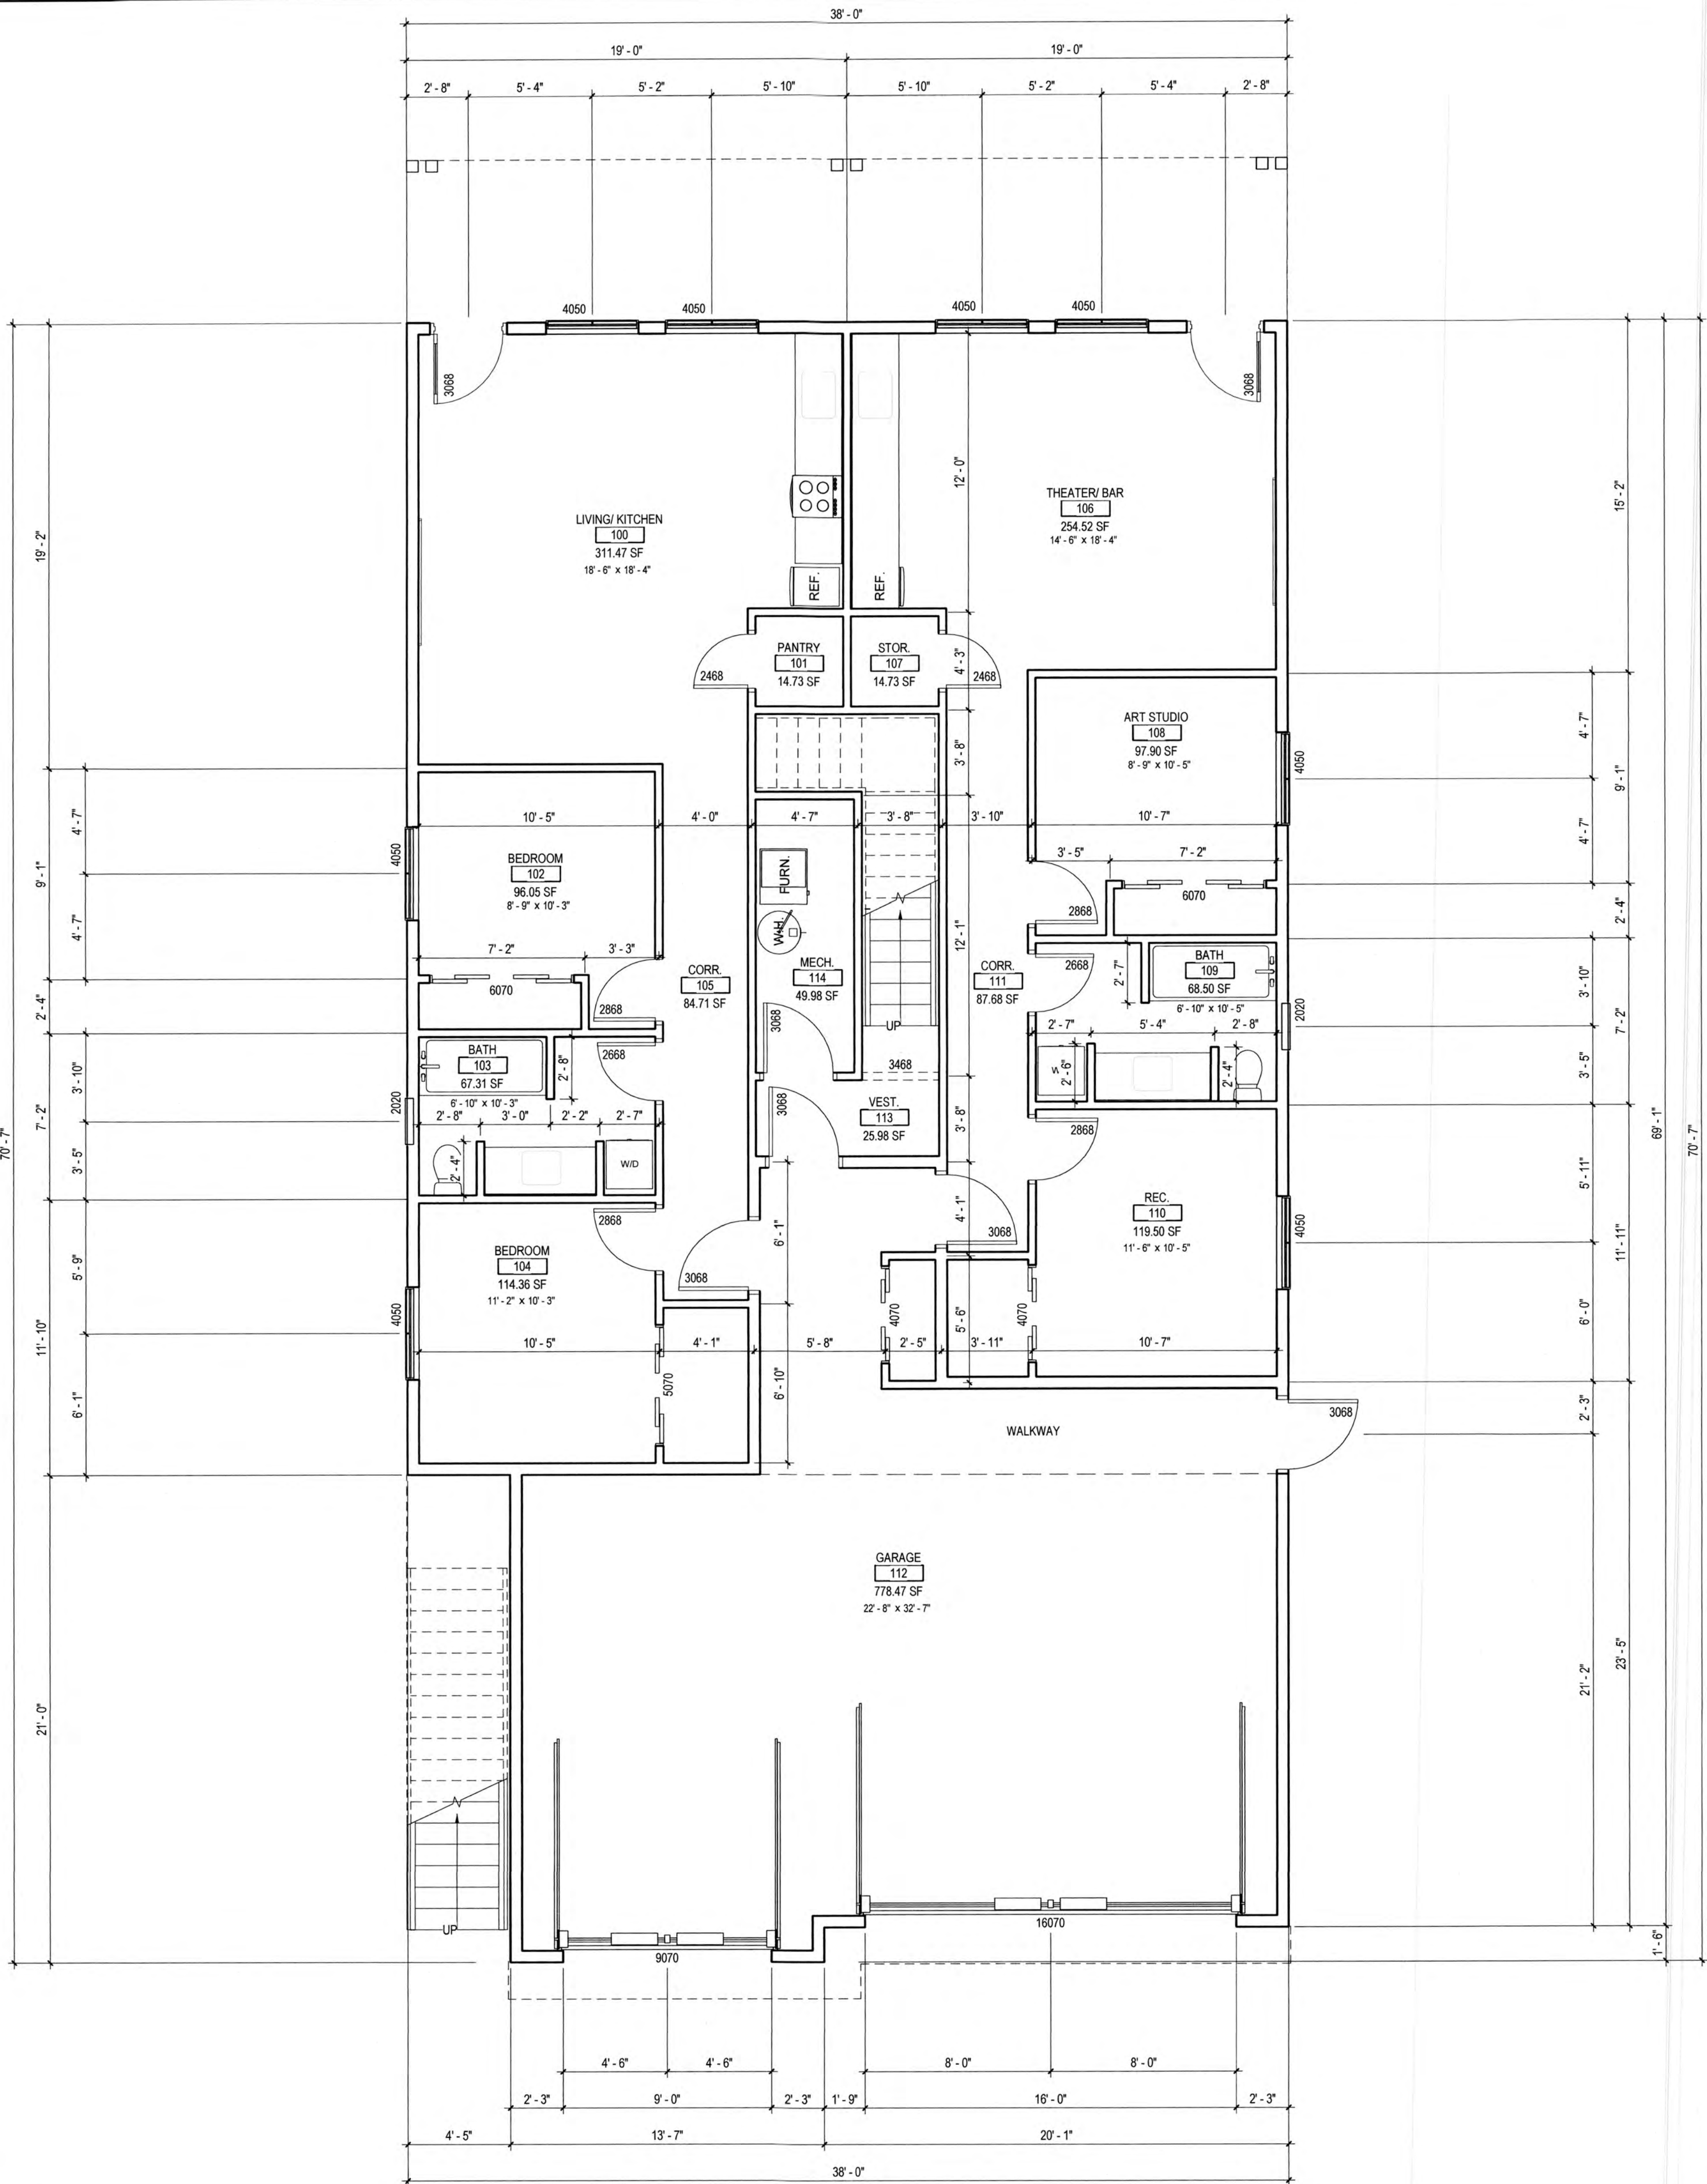 38' - 0"
19' - 0" 19' - 0"
2' - 8" 5' - 4" 5' - 2" 5' - 10" 5' - 10" 5' - 2" 5' - 4" 2' - 8"
4050 4050 4050 4050
3068 3068
12' - 0"
15' - 2"
19' - 2"
LIVING/ KITCHEN
100
311.47 SF
18' - 6" x 18' - 4"
THEATER/ BAR
106
254.52 SF
14' - 6" x 18' - 4"
REF. REF.
PANTRY
101
14.73 SF
STOR.
107
14.73 SF
2468 2468
4' - 3"
3' - 8"
ART STUDIO
108
97.90 SF
8' - 9" x 10' - 5"
4050
4' - 7"
9' - 1"
4' - 7"
2' - 4"
4' - 7"
9' - 1"
4' - 7"
2' - 4"
4050
10' - 5" 4' - 0" 4' - 7" 3' - 8" 3' - 10" 10' - 7"
BEDROOM
102
96.05 SF
8' - 9" x 10' - 3"
3' - 5" 7' - 2"
6070
2868
FURN.
W.H.
12' - 1"
7' - 2" 3' - 3"
6070
2868
CORR.
105
84.71 SF
MECH.
114
49.98 SF
CORR.
111
87.68 SF
2668
2' - 7"
BATH
109
68.50 SF
6' - 10" x 10' - 5"
2020
3' - 10"
7' - 2"
3' - 5"
3068
UP
3468
2' - 7" 5' - 4" 2' - 8"
W
2' - 6"
2' - 4"
BATH
103
67.31 SF
6' - 10" x 10' - 3"
2668
2' - 8"
2020
3' - 10"
7' - 2"
3' - 5"
2' - 8" 3' - 0" 2' - 2" 2' - 7"
2' - 4"
W/D
3068
VEST.
113
25.98 SF
3' - 8"
2868
70' - 7"
69' - 1"
70' - 7"
2868
BEDROOM
104
114.36 SF
11' - 2" x 10' - 3"
4050
5' - 9"
11' - 10"
6' - 1"
3068
6' - 1"
4' - 1"
3068
REC.
110
119.50 SF
11' - 6" x 10' - 5"
4050
5' - 11"
11' - 11"
6' - 0"
4070
5' - 6"
4070
10' - 5" 4' - 1" 5' - 8" 2' - 5" 3' - 11" 10' - 7"
5070
6' - 10"
WALKWAY
3068
2' - 3"
GARAGE
112
778.47 SF
22' - 8" x 32' - 7"
21' - 0"
21' - 2"
23' - 5"
UP
9070
16070
1' - 6"
4' - 6" 4' - 6" 8' - 0" 8' - 0"
2' - 3" 9' - 0" 2' - 3" 1' - 9" 16' - 0" 2' - 3"
4' - 5" 13' - 7" 20' - 1"
38' - 0"